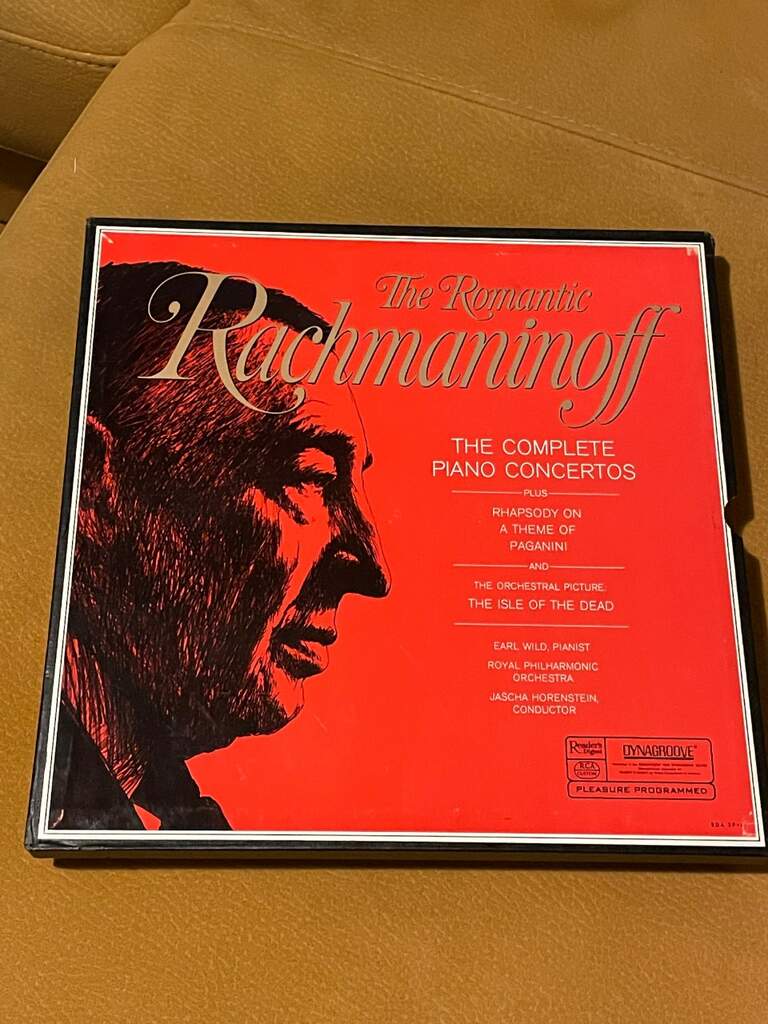 The Romantic
Rachmaninoff
THE COMPLETE
PIANO CONCERTOS
PLUS
RHAPSODY ON
A THEME OF
PAGANINI
AND
THE ORCHESTRAL PICTURE:
THE ISLE OF THE DEAD
EARL WILD, PIANIST
ROYAL PHILHARMONIC
ORCHESTRA
JASCHA HORENSTEIN,
CONDUCTOR
Reader's
Digest
DYNAGROOVE
RCA
CUSTOM
PLEASURE PROGRAMMED